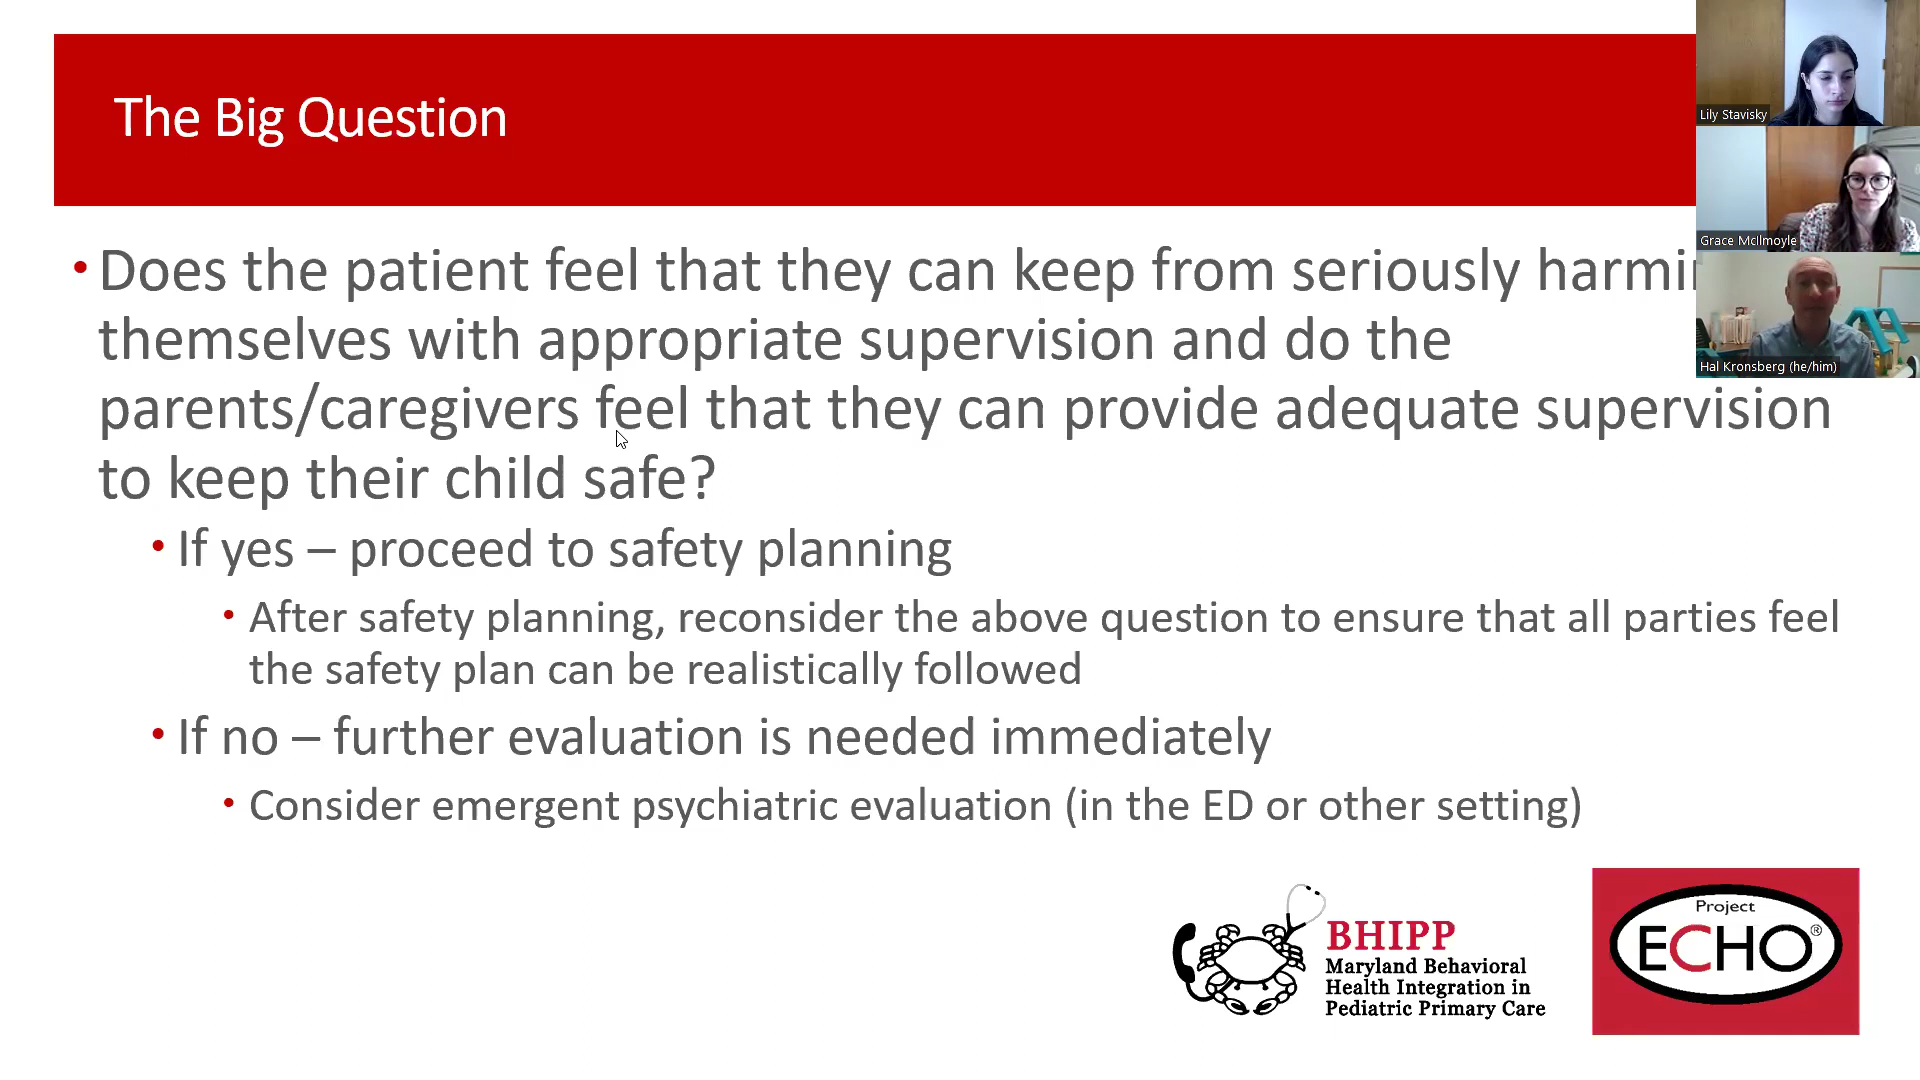 The Big Question
Lily Stavisky
Grace McIlmoyle
Hal Kronsberg (he/him)
• Does the patient feel that they can keep from seriously
themselves with appropriate supervision and do the
parents/caregivers feel that they can provide adequate supervision
to keep their child safe?
• If yes – proceed to safety planning
• After safety planning, reconsider the above question to ensure that all parties feel
the safety plan can be realistically followed
• If no – further evaluation is needed immediately
• Consider emergent psychiatric evaluation (in the ED or other setting)
BHIPP
Maryland Behavioral
Health Integration in
Pediatric Primary Care
Project
ECHO®